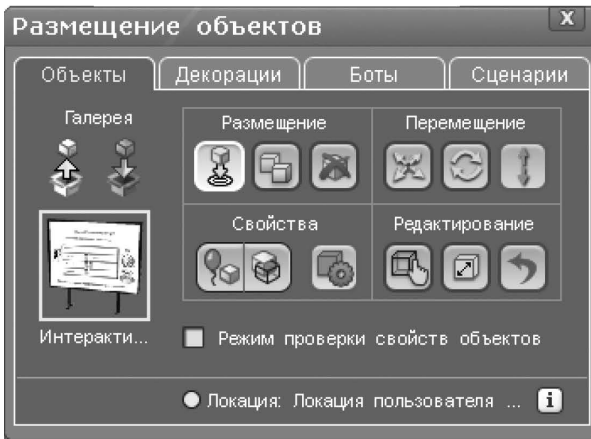 Размещение объектов
X
Объекты Декорации Боты Сценарии
Галерея Размещение Перемещение
Свойства Редактирование
Интеракти... Режим проверки свойств объектов
Локация: Локация пользователя ... i